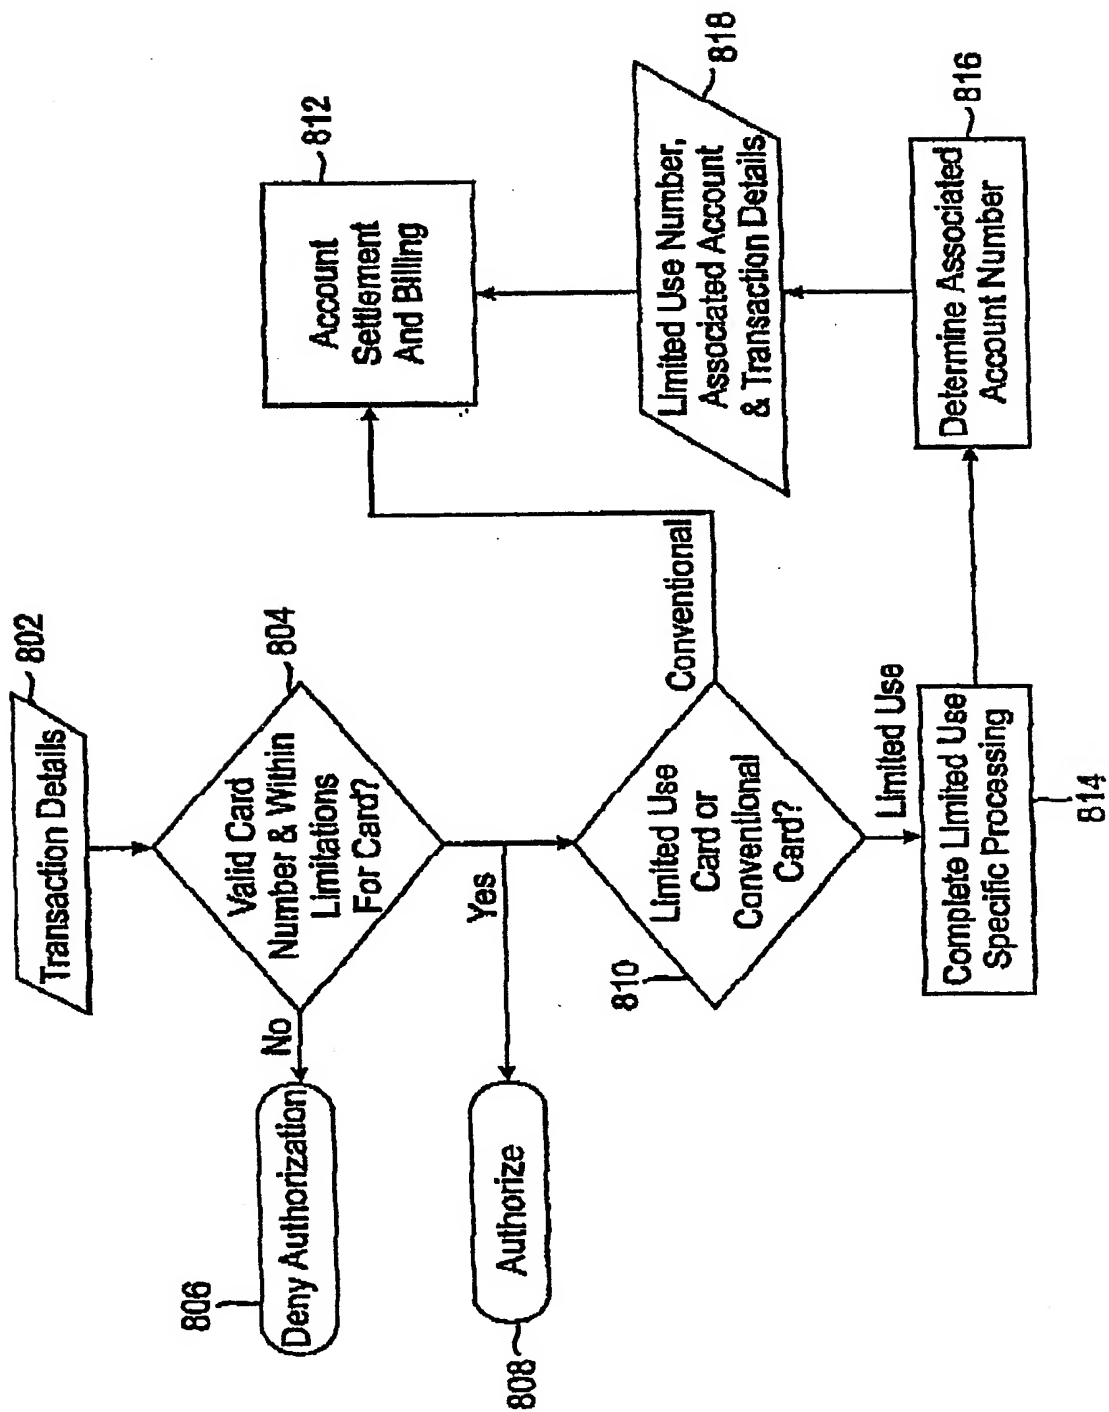 802
Transaction Details
804
Valid Card
Number & Within
Limitations
For Card?
No
806
Deny Authorization
Yes
808
Authorize
810
Limited Use
Card or
Conventional
Card?
Conventional
812
Account
Settlement
And Billing
Limited Use
Complete Limited Use
Specific Processing
814
816
Determine Associated
Account Number
818
Limited Use Number,
Associated Account
& Transaction Details